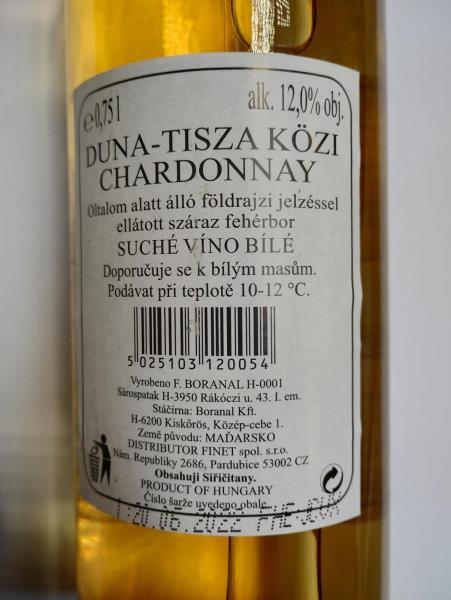 ℮0,75 l
alk. 12,0% obj.
DUNA-TISZA KÖZI
CHARDONNAY
Oltalom alatt álló földrajzi jelzéssel
ellátott száraz fehérbor
SUCHÉ VÍNO BÍLÉ
Doporučuje se k bílým masům.
Podávat při teplotě 10-12 °C.
5 025103 120054
Vyrobeno F. BORANAL H-0001
Sárospatak H-3950 Rákóczi u. 43. I. em.
Stáčírna: Boranal Kft.
H-6200 Kiskőrös, Közép-cebe 1.
Země původu: MAĎARSKO
DISTRIBUTOR FINET spol. s.r.o.
Nám. Republiky 2686, Pardubice 53002 CZ
Obsahuji Siřičitany.
PRODUCT OF HUNGARY
Číslo šarže uvedeno obale.
20.06.2022